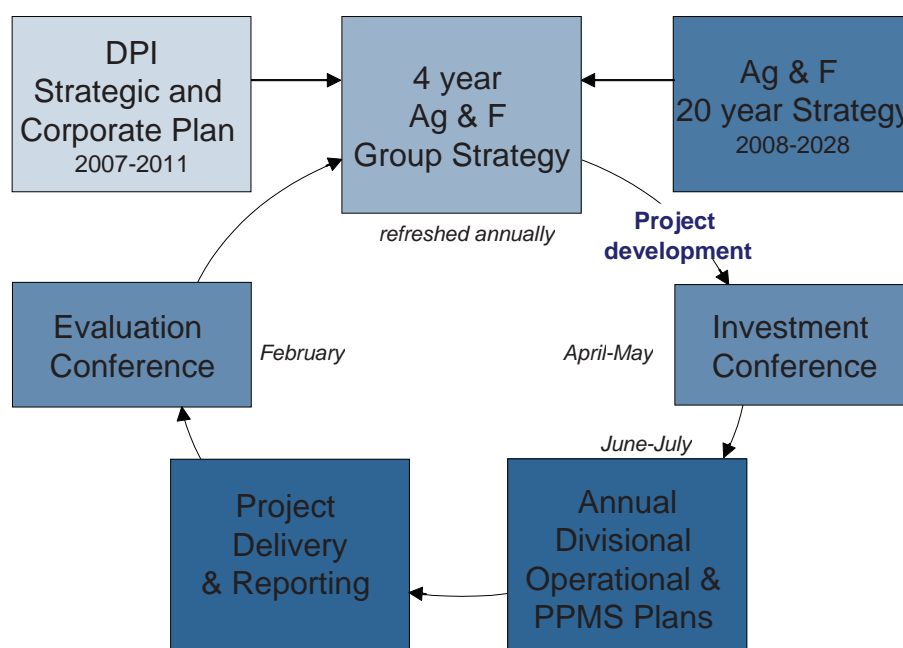 DPI
Strategic and
Corporate Plan
2007-2011
4 year
Ag & F
Group Strategy
refreshed annually
Ag & F
20 year Strategy
2008-2028
Project
development
Evaluation
Conference
February
April-May
Investment
Conference
June-July
Project
Delivery
& Reporting
Annual
Divisional
Operational &
PPMS Plans